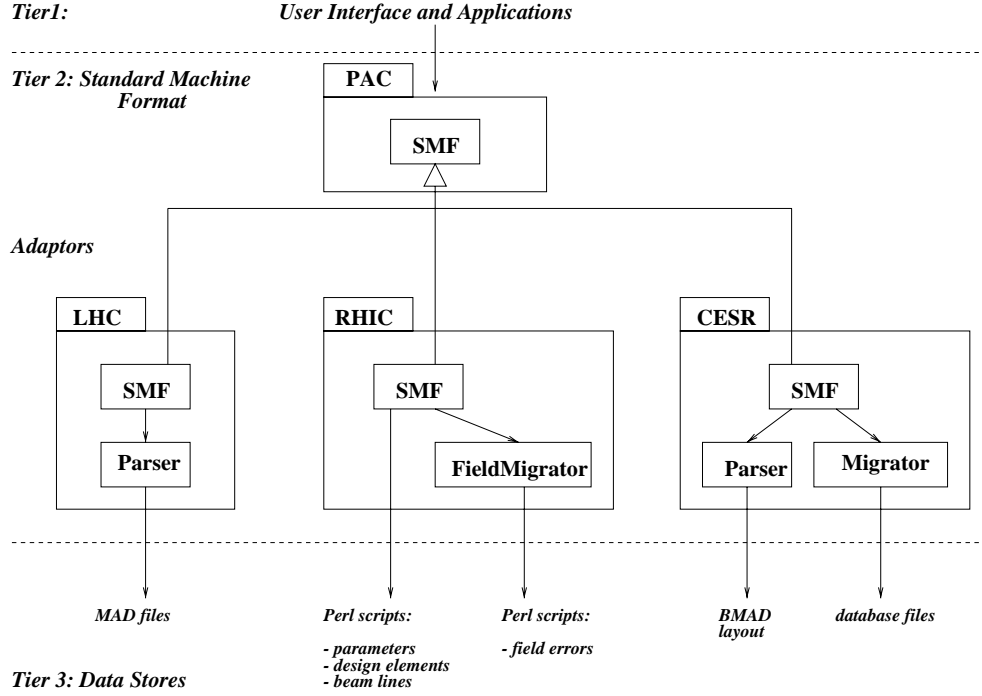 Tier1:
User Interface and Applications
Tier 2: Standard Machine
Format
PAC
SMF
Adaptors
LHC
SMF
Parser
RHIC
SMF
FieldMigrator
CESR
SMF
Parser
Migrator
MAD files
Perl scripts:
- parameters
- design elements
- beam lines
Perl scripts:
- field errors
BMAD
layout
database files
Tier 3: Data Stores